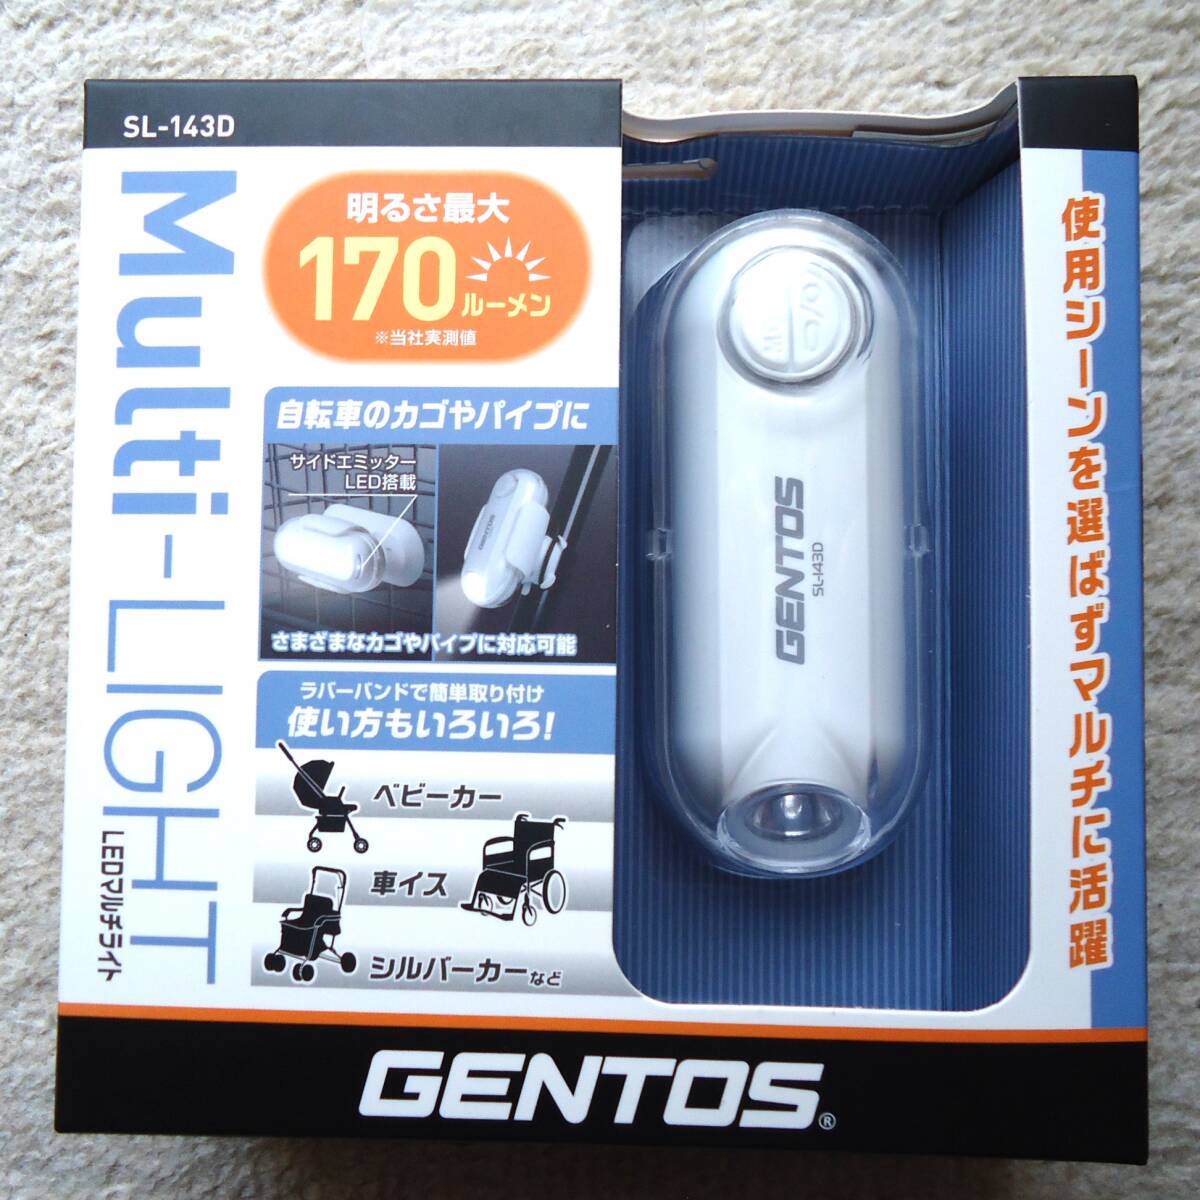 SL-143D
Multi-LIGHT
LEDマルチライト
明るさ最大
170
ルーメン
※当社実測値
自転車のカゴやパイプに
サイドエミッター
LED搭載
GENTOS
さまざまなカゴやパイプに対応可能
ラバーバンドで簡単取り付け
使い方もいろいろ!
ベビーカー
車イス
シルバーカーなど
GENTOS
SL-143D
使用シーンを選ばずマルチに活躍
GENTOS®